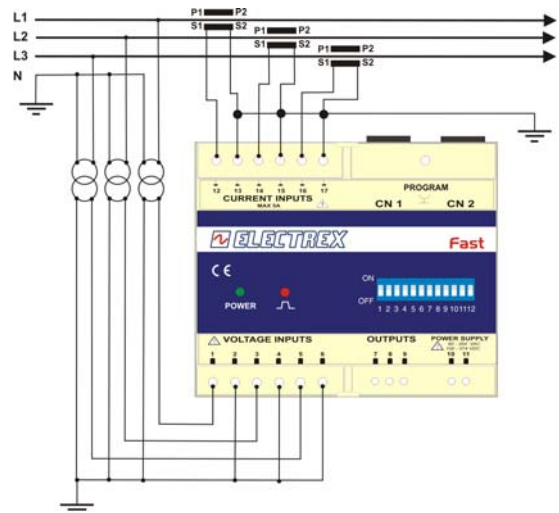 L1
P1 P2
L2
S1 S2
P1 P2
L3
S1 S2
P1 P2
S1 S2
N
12 13 14 15 16 17
CURRENT INPUTS
MAX 5A
PROGRAM
CN 1 CN 2
ELECTREX
Fast
CE
ON
OFF
1 2 3 4 5 6 7 8 9 10 11 12
POWER
VOLTAGE INPUTS
1 2 3 4 5 6
OUTPUTS
7 8 9
POWER SUPPLY
10 11